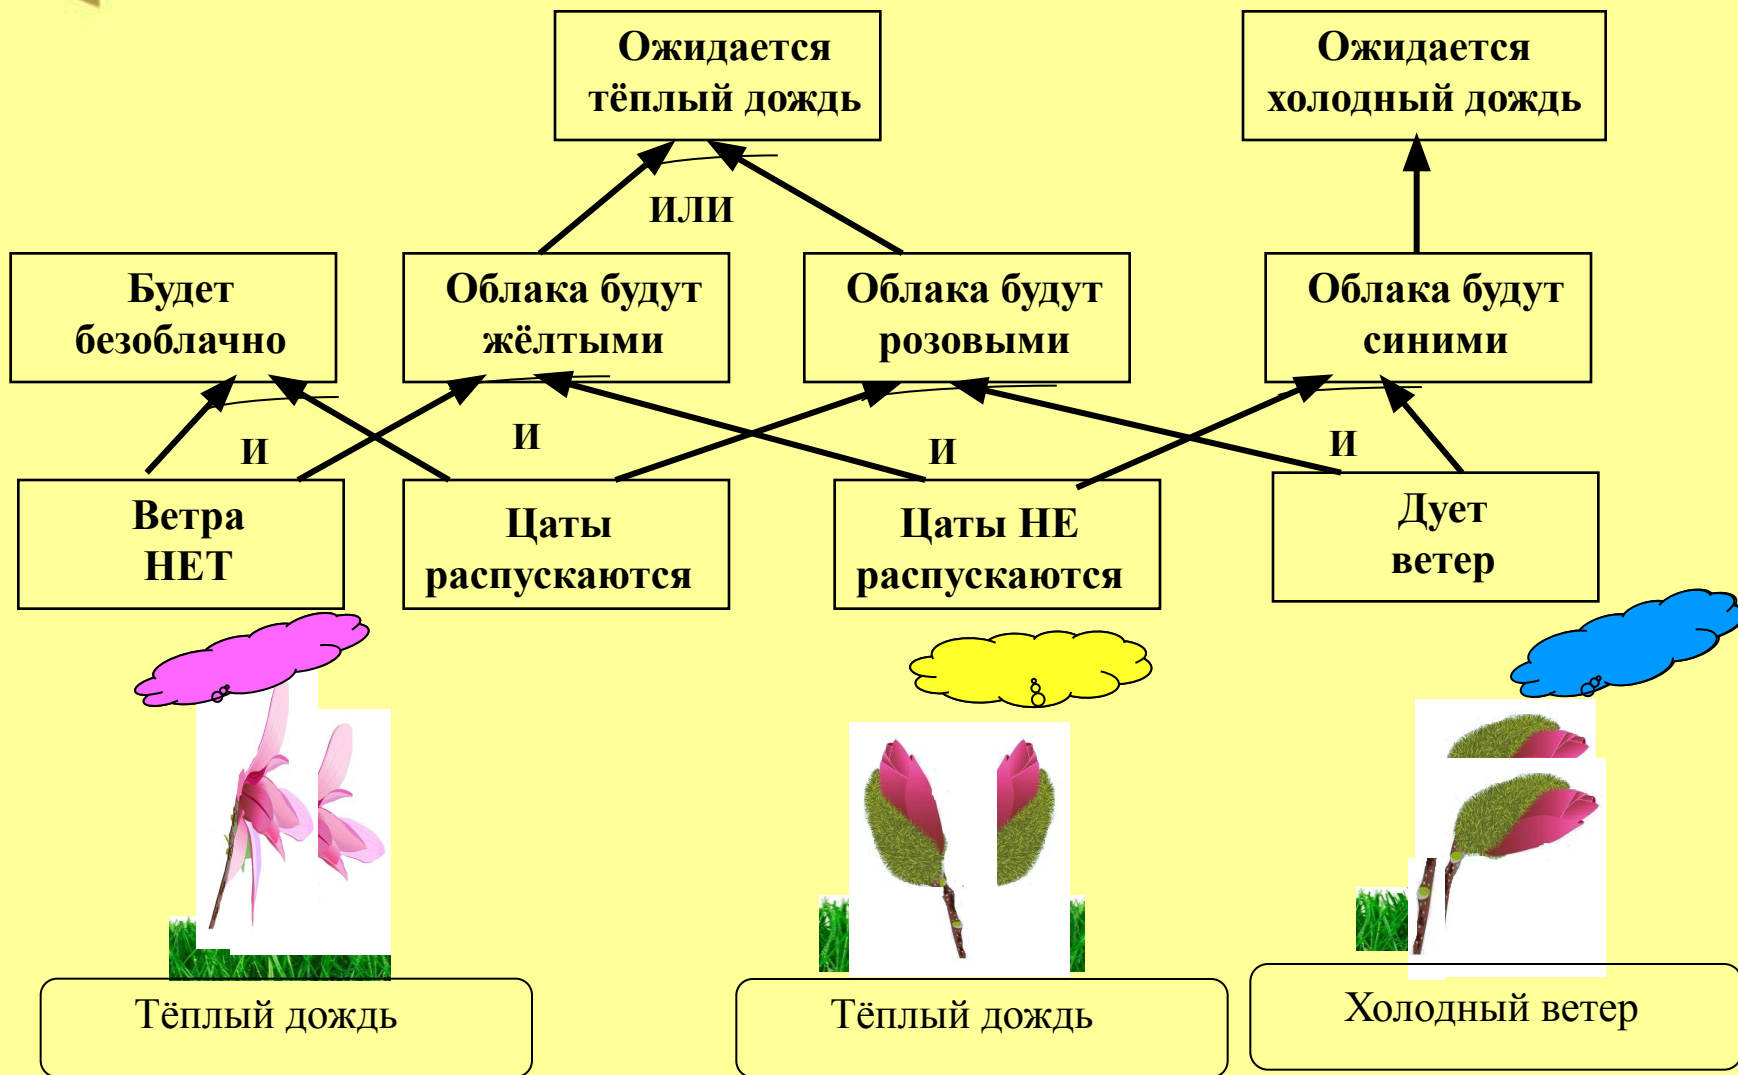 Ожидается
тёплый дождь
Ожидается
холодный дождь
ИЛИ
Будет
безоблачно
Облака будут
жёлтыми
Облака будут
розовыми
Облака будут
синими
И
И
И
И
Ветра
НЕТ
Цаты
распускаются
Цаты НЕ
распускаются
Дует
ветер
Тёплый дождь
Тёплый дождь
Холодный ветер